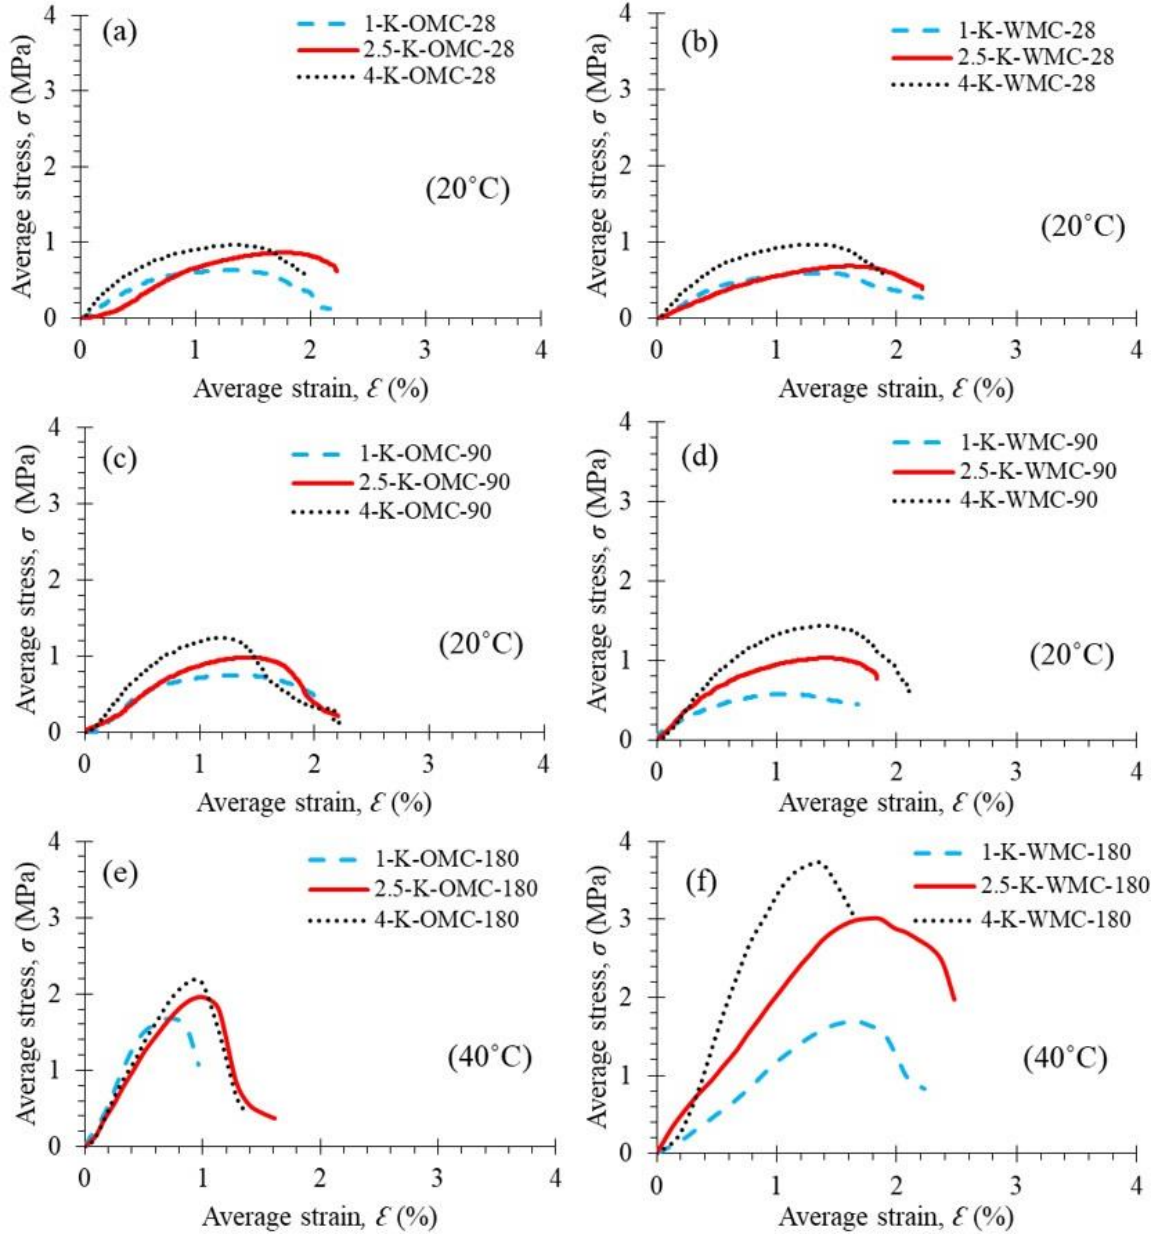 (a)
1-K-OMC-28
2.5-K-OMC-28
4-K-OMC-28
(20˚C)
4
3
2
1
0
0 1 2 3 4
Average stress, σ (MPa)
Average strain, ℰ (%)
(b)
1-K-WMC-28
2.5-K-WMC-28
4-K-WMC-28
(20˚C)
4
3
2
1
0
0 1 2 3 4
Average stress, σ (MPa)
Average strain, ℰ (%)
(c)
1-K-OMC-90
2.5-K-OMC-90
4-K-OMC-90
(20˚C)
4
3
2
1
0
0 1 2 3 4
Average stress, σ (MPa)
Average strain, ℰ (%)
(d)
1-K-WMC-90
2.5-K-WMC-90
4-K-WMC-90
(20˚C)
4
3
2
1
0
0 1 2 3 4
Average stress, σ (MPa)
Average strain, ℰ (%)
(e)
1-K-OMC-180
2.5-K-OMC-180
4-K-OMC-180
(40˚C)
4
3
2
1
0
0 1 2 3 4
Average stress, σ (MPa)
Average strain, ℰ (%)
(f)
1-K-WMC-180
2.5-K-WMC-180
4-K-WMC-180
(40˚C)
4
3
2
1
0
0 1 2 3 4
Average stress, σ (MPa)
Average strain, ℰ (%)